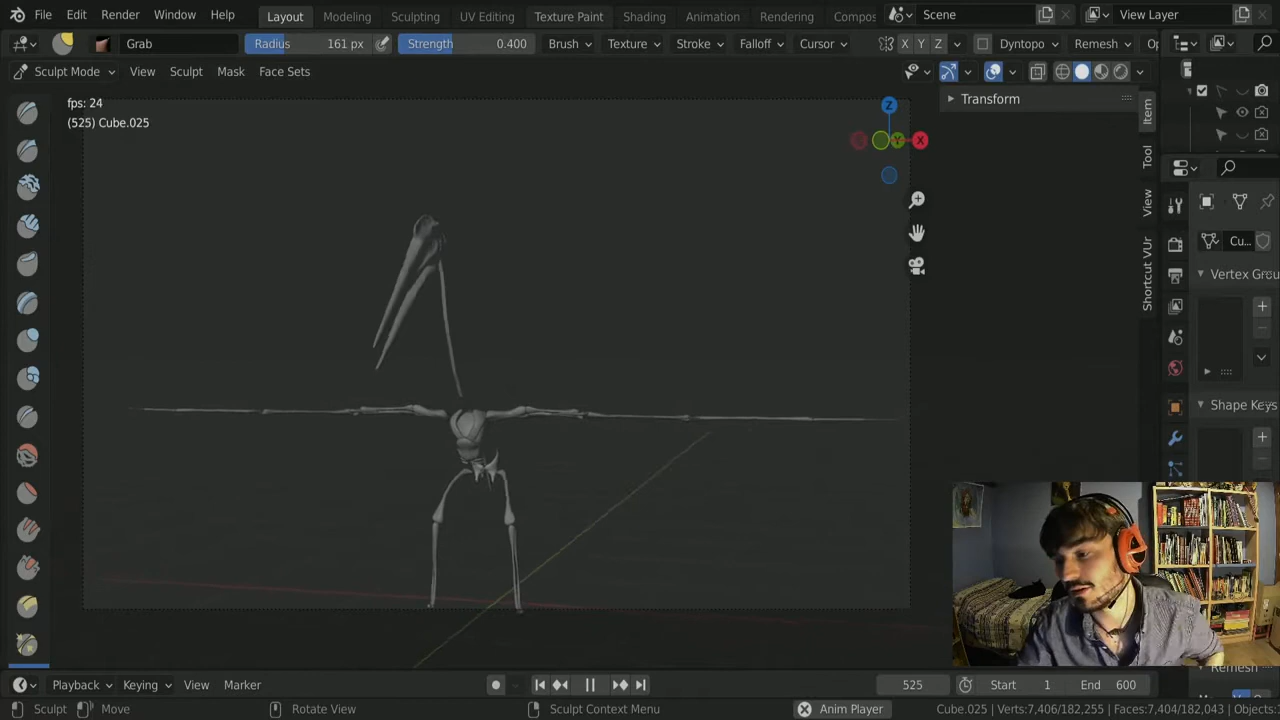 File Edit Render Window Help Layout Modeling Sculpting UV Editing Texture Paint Shading Animation Rendering Compos Scene View Layer
Grab Radius 161 px Strength 0.400 Brush Texture Stroke Falloff Cursor X Y Z Dyntopo Remesh Op
Sculpt Mode View Sculpt Mask Face Sets
fps: 24
(525) Cube.025
Transform
Z
Y
X
Item
Tool
View
Shortcut VUr
Cu...
Vertex Grou
Shape Keys
Remesh
Playback Keying View Marker 525 Start 1 End 600
Sculpt Move Rotate View Sculpt Context Menu Anim Player Cube.025 | Verts:7,406/182,255 | Faces:7,404/182,043 | Objects: